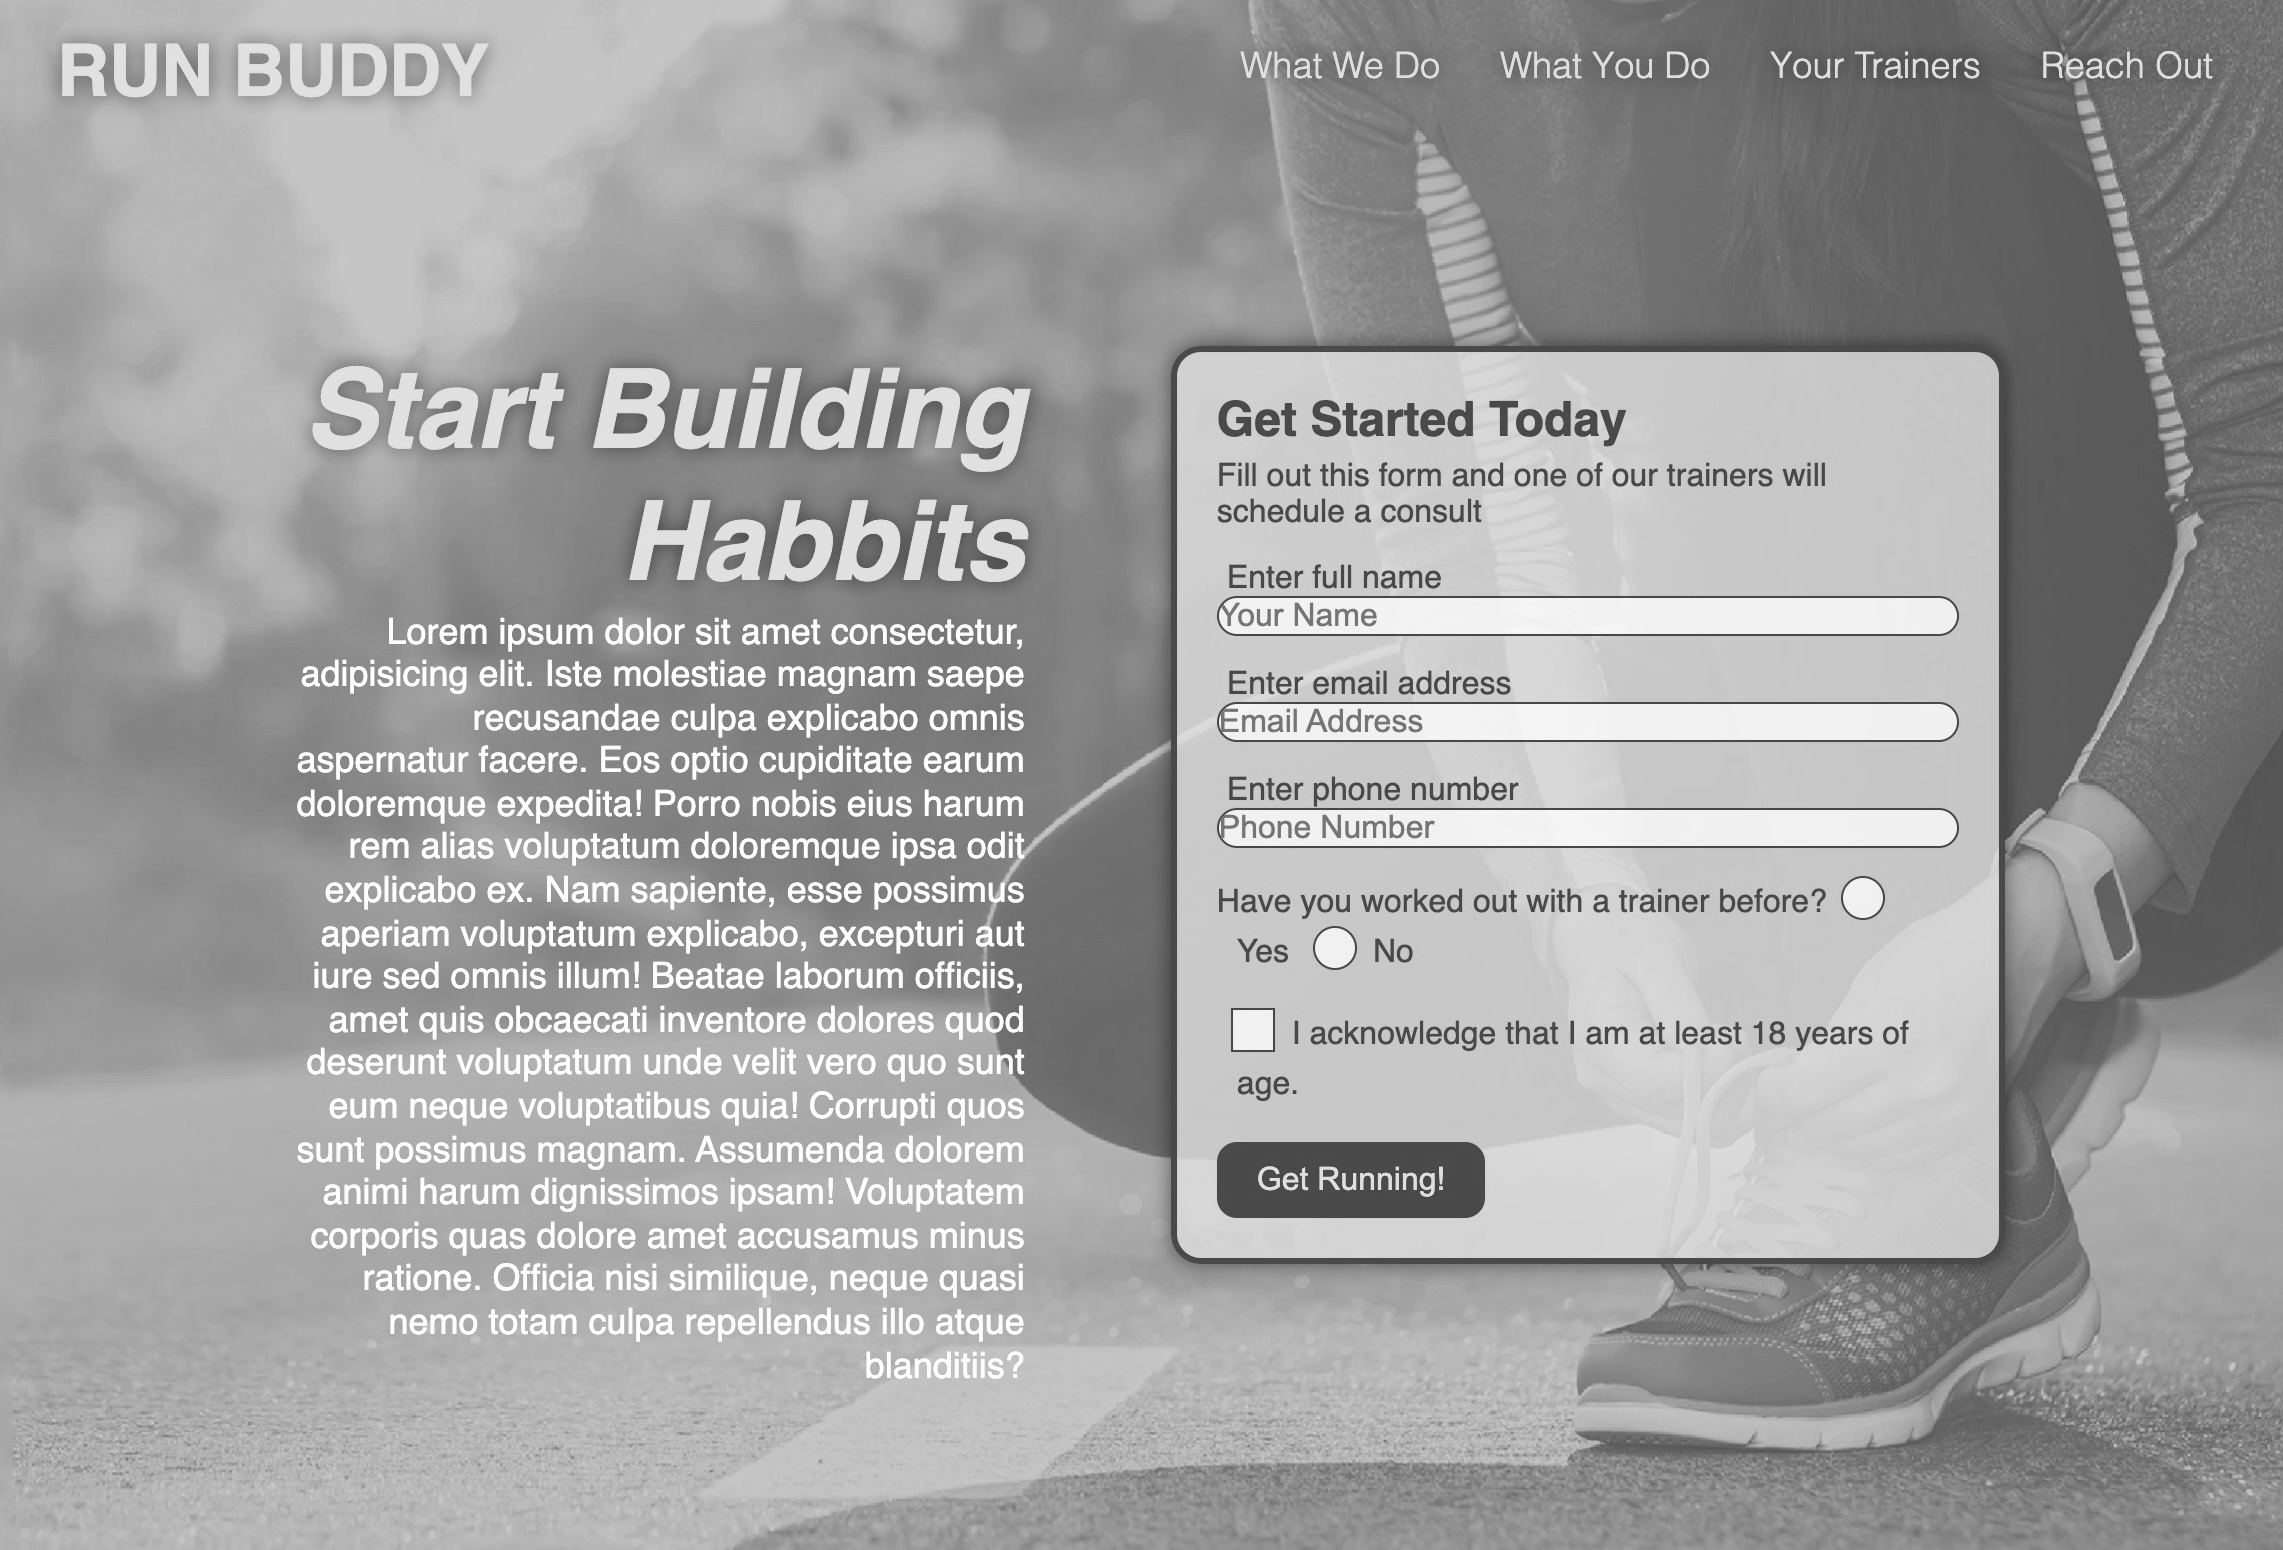 RUN BUDDY
What We Do
What You Do
Your Trainers
Reach Out
Start Building
Habbits
Lorem ipsum dolor sit amet consectetur,
adipisicing elit. Iste molestiae magnam saepe
recusandae culpa explicabo omnis
aspernatur facere. Eos optio cupiditate earum
doloremque expedita! Porro nobis eius harum
rem alias voluptatum doloremque ipsa odit
explicabo ex. Nam sapiente, esse possimus
aperiam voluptatum explicabo, excepturi aut
iure sed omnis illum! Beatae laborum officiis,
amet quis obcaecati inventore dolores quod
deserunt voluptatum unde velit vero quo sunt
eum neque voluptatibus quia! Corrupti quos
sunt possimus magnam. Assumenda dolorem
animi harum dignissimos ipsam! Voluptatem
corporis quas dolore amet accusamus minus
ratione. Officia nisi similique, neque quasi
nemo totam culpa repellendus illo atque
blanditiis?
Get Started Today
Fill out this form and one of our trainers will
schedule a consult
Enter full name
Your Name
Enter email address
Email Address
Enter phone number
Phone Number
Have you worked out with a trainer before?
Yes No
I acknowledge that I am at least 18 years of
age.
Get Running!